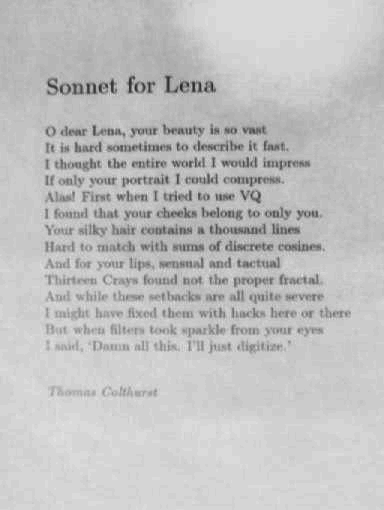 Sonnet for Lena
O dear Lena, your beauty is so vast
It is hard sometimes to describe it fast.
I thought the entire world I would impress
If only your portrait I could compress.
Alas! First when I tried to use VQ
I found that your cheeks belong to only you.
Your silky hair contains a thousand lines
Hard to match with sums of discrete cosines.
And for your lips, sensual and tactual
Thirteen Crays found not the proper fractal.
And while these setbacks are all quite severe
I might have fixed them with hacks here or there
But when filters took sparkle from your eyes
I said, 'Damn all this. I'll just digitize.'
Thomas Colthurst